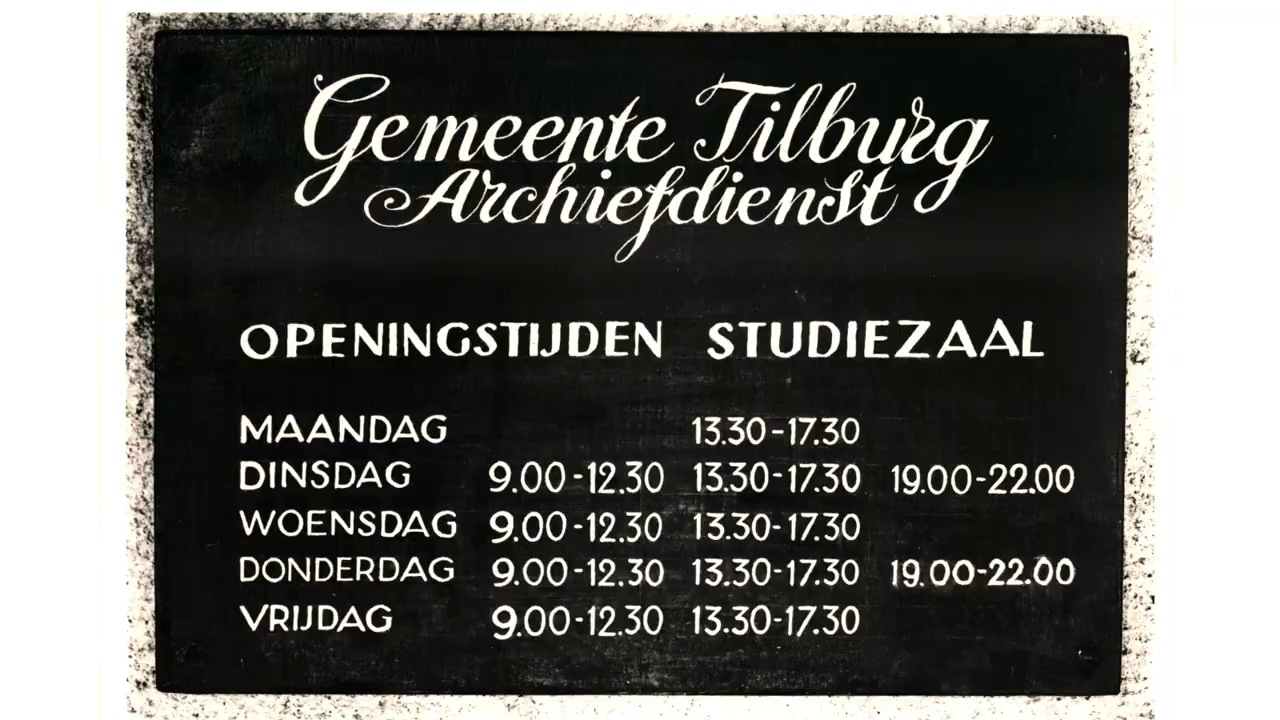 Gemeente Tilburg
Archiefdienst
OPENINGSTIJDEN STUDIEZAAL
MAANDAG 13.30-17.30
DINSDAG 9.00-12.30 13.30-17.30 19.00-22.00
WOENSDAG 9.00-12.30 13.30-17.30
DONDERDAG 9.00-12.30 13.30-17.30 19.00-22.00
VRIJDAG 9.00-12.30 13.30-17.30